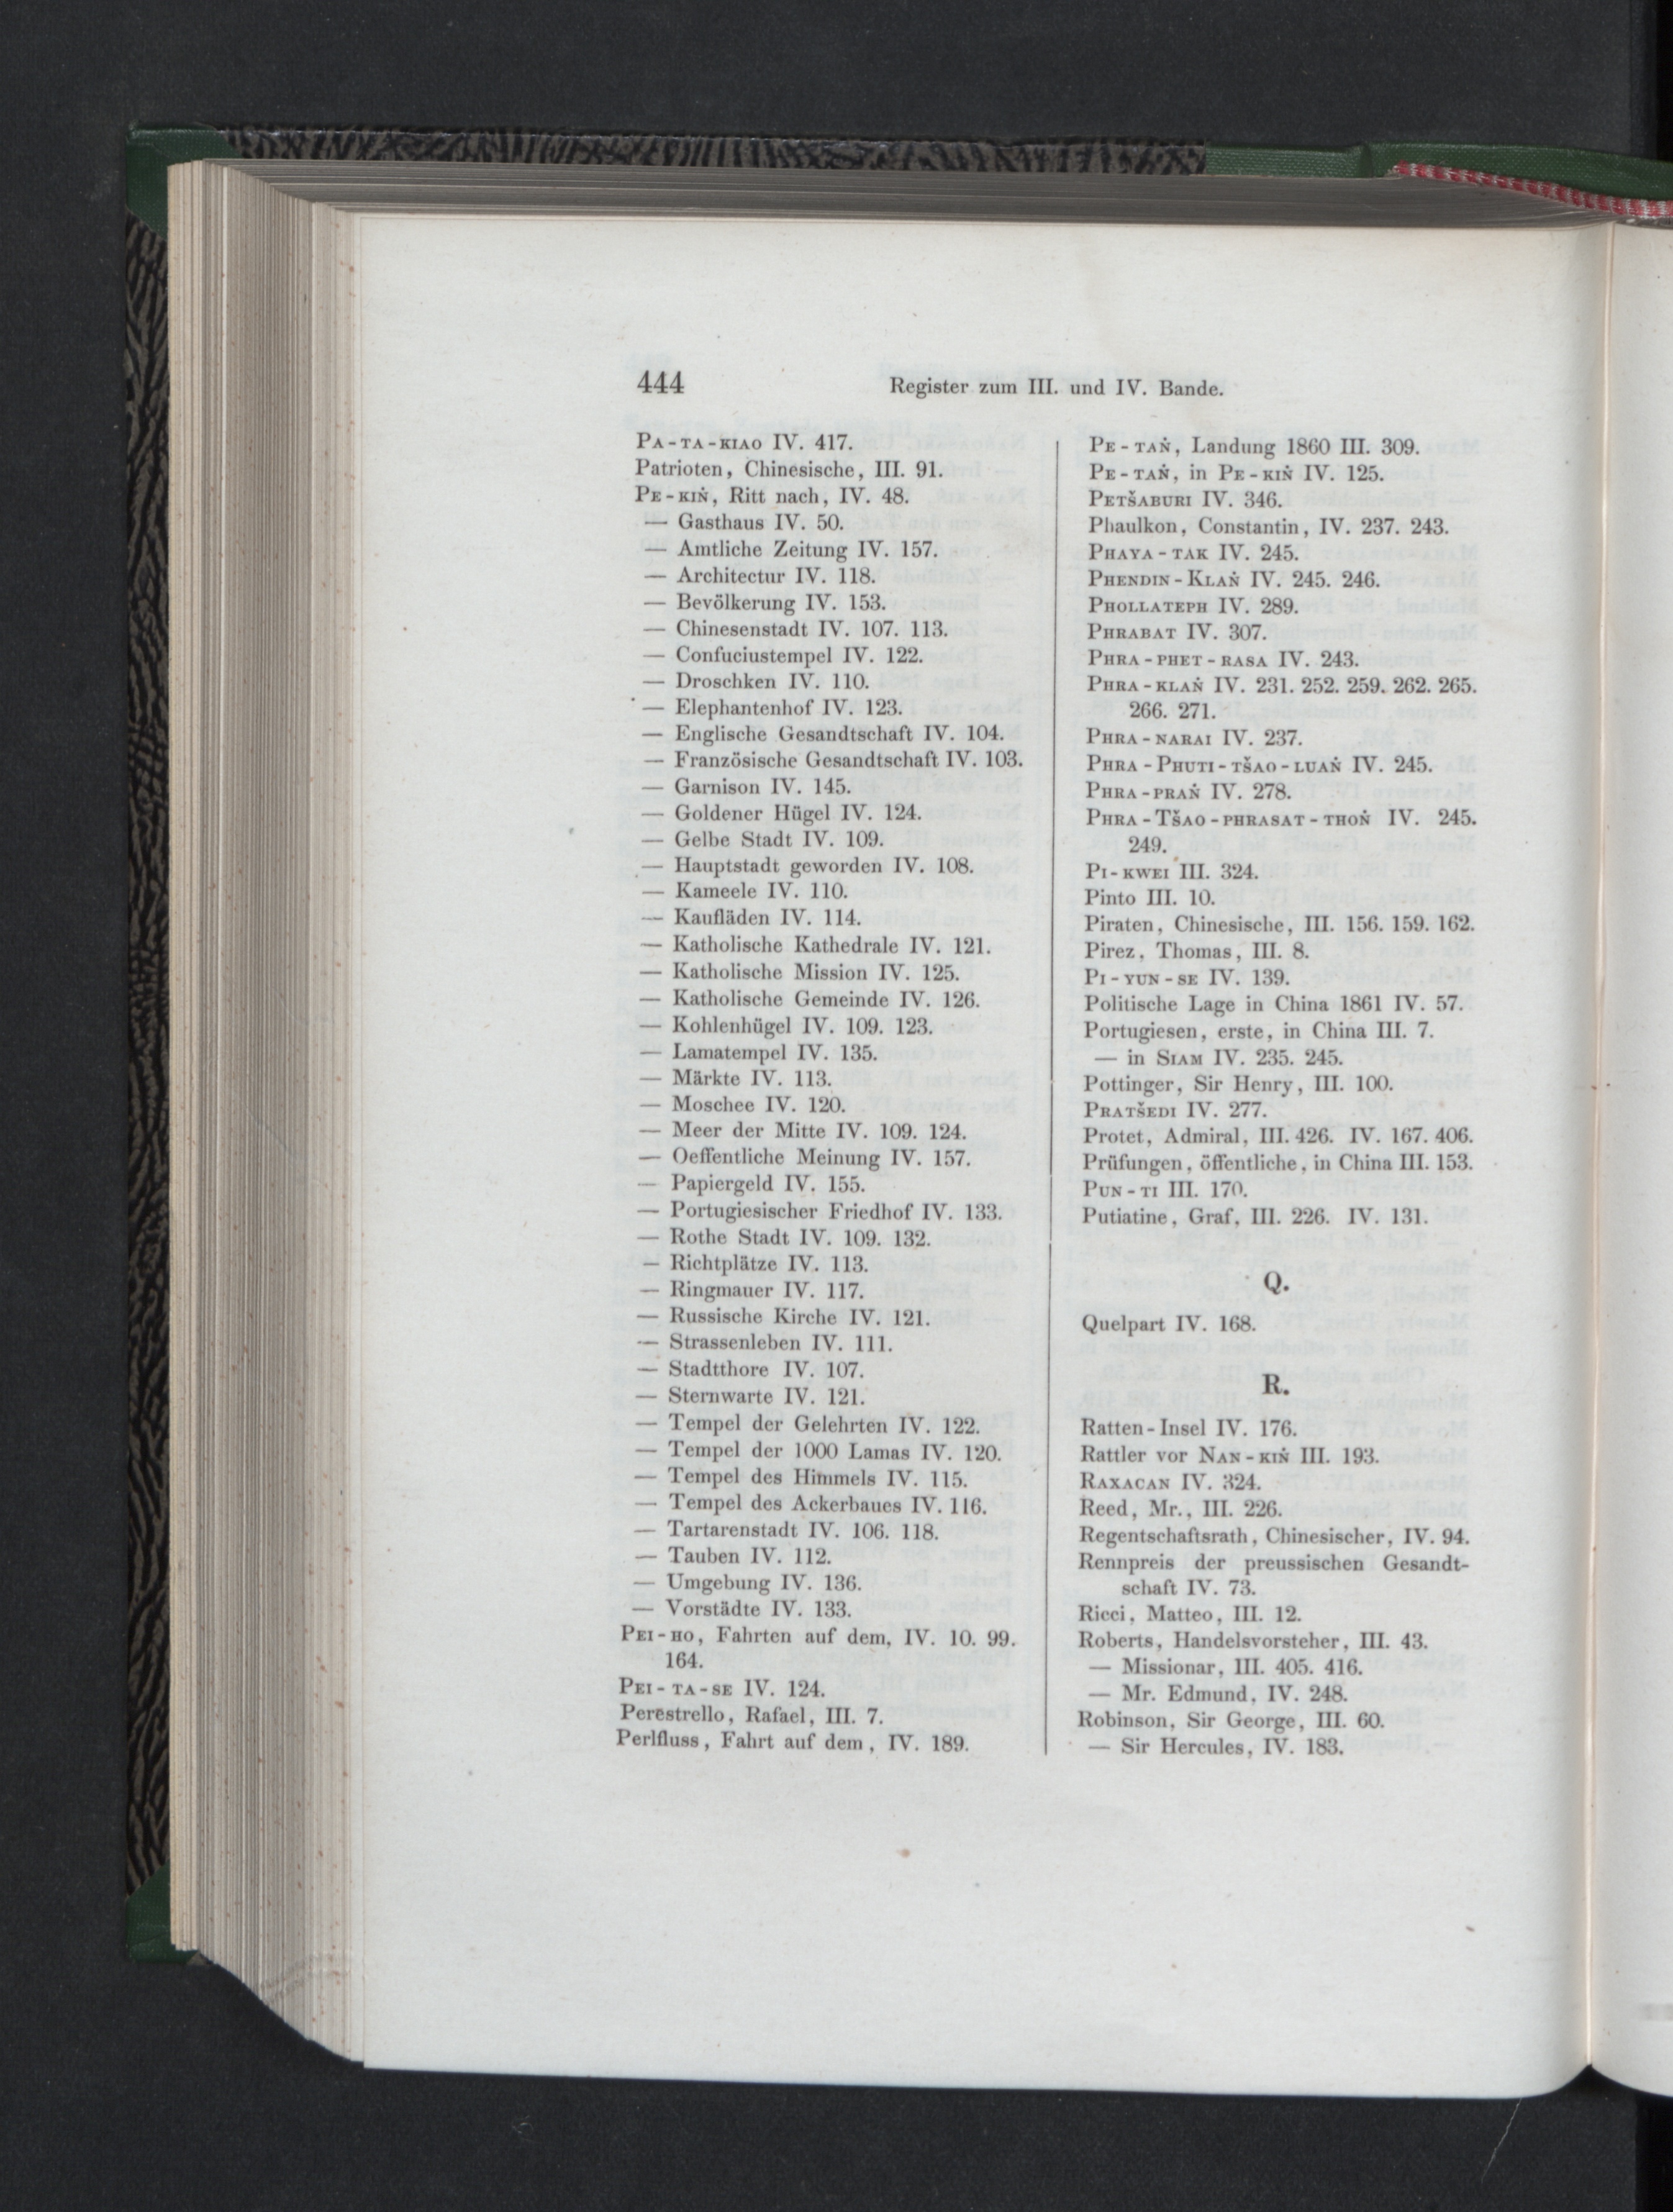 444
Register zum III. und IV. Bande.
PA-TA-KIAO IV. 417.
Patrioten, Chinesische, III. 91.
PE-KIṄ, Ritt nach, IV. 48.
— Gasthaus IV. 50.
— Amtliche Zeitung IV. 157.
— Architectur IV. 118.
— Bevölkerung IV. 153.
— Chinesenstadt IV. 107. 113.
— Confuciustempel IV. 122.
— Droschken IV. 110.
— Elephantenhof IV. 123.
— Englische Gesandtschaft IV. 104.
— Französische Gesandtschaft IV. 103.
— Garnison IV. 145.
— Goldener Hügel IV. 124.
— Gelbe Stadt IV. 109.
— Hauptstadt geworden IV. 108.
— Kameele IV. 110.
— Kaufläden IV. 114.
— Katholische Kathedrale IV. 121.
— Katholische Mission IV. 125.
— Katholische Gemeinde IV. 126.
— Kohlenhügel IV. 109. 123.
— Lamatempel IV. 135.
— Märkte IV. 113.
— Moschee IV. 120.
— Meer der Mitte IV. 109. 124.
— Oeffentliche Meinung IV. 157.
— Papiergeld IV. 155.
— Portugiesischer Friedhof IV. 133.
— Rothe Stadt IV. 109. 132.
— Richtplätze IV. 113.
— Ringmauer IV. 117.
— Russische Kirche IV. 121.
— Strassenleben IV. 111.
— Stadtthore IV. 107.
— Sternwarte IV. 121.
— Tempel der Gelehrten IV. 122.
— Tempel der 1000 Lamas IV. 120.
— Tempel des Himmels IV. 115.
— Tempel des Ackerbaues IV. 116.
— Tartarenstadt IV. 106. 118.
— Tauben IV. 112.
— Umgebung IV. 136.
— Vorstädte IV. 133.
PEI-HO, Fahrten auf dem, IV. 10. 99.
164.
PEI-TA-SE IV. 124.
Perestrello, Rafael, III. 7.
Perlfluss, Fahrt auf dem, IV. 189.
PE-TAṄ, Landung 1860 III. 309.
PE-TAṄ, in PE-KIṄ IV. 125.
PETŠABURI IV. 346.
Phaulkon, Constantin, IV. 237. 243.
PHAYA-TAK IV. 245.
PHENDIN-KLAṄ IV. 245. 246.
PHOLLATEPH IV. 289.
PHRABAT IV. 307.
PHRA-PHET-RASA IV. 243.
PHRA-KLAṄ IV. 231. 252. 259. 262. 265.
266. 271.
PHRA-NARAI IV. 237.
PHRA-PHUTI-TŠAO-LUAṄ IV. 245.
PHRA-PRAṄ IV. 278.
PHRA-TŠAO-PHRASAT-THOṄ IV. 245.
249.
PI-KWEI III. 324.
Pinto III. 10.
Piraten, Chinesische, III. 156. 159. 162.
Pirez, Thomas, III. 8.
PI-YUN-SE IV. 139.
Politische Lage in China 1861 IV. 57.
Portugiesen, erste, in China III. 7.
— in SIAM IV. 235. 245.
Pottinger, Sir Henry, III. 100.
PRATŠEDI IV. 277.
Protet, Admiral, III. 426. IV. 167. 406.
Prüfungen, öffentliche, in China III. 153.
PUN-TI III. 170.
Putiatine, Graf, III. 226. IV. 131.
Q.
Quelpart IV. 168.
R.
Ratten-Insel IV. 176.
Rattler vor NAN-KIṄ III. 193.
RAXACAN IV. 324.
Reed, Mr., III. 226.
Regentschaftsrath, Chinesischer, IV. 94.
Rennpreis der preussischen Gesandt-
schaft IV. 73.
Ricci, Matteo, III. 12.
Roberts, Handelsvorsteher, III. 43.
— Missionar, III. 405. 416.
— Mr. Edmund, IV. 248.
Robinson, Sir George, III. 60.
— Sir Hercules, IV. 183.